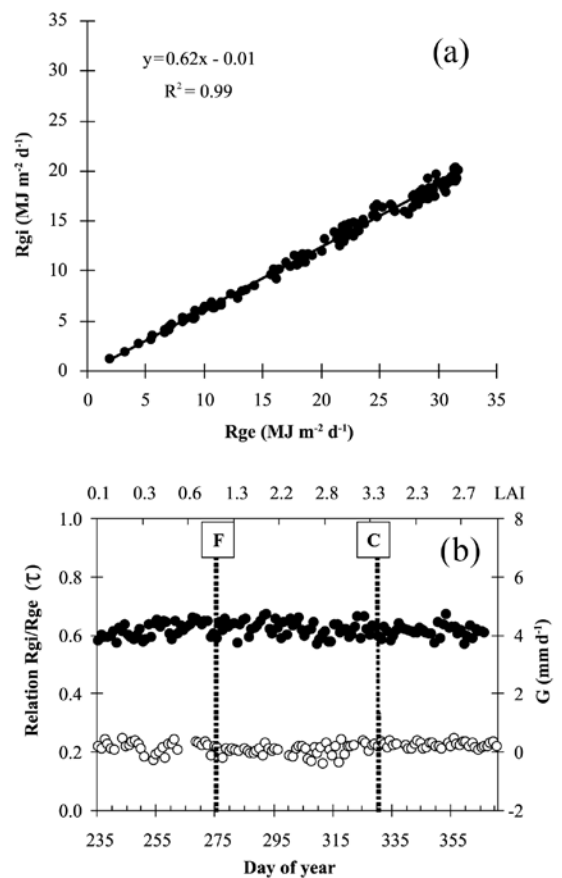 35
30
25
20
15
10
5
0
Rgi (MJ m⁻² d⁻¹)
y=0.62x - 0.01
R² = 0.99
(a)
0 5 10 15 20 25 30 35
Rge (MJ m⁻² d⁻¹)
0.1 0.3 0.6 1.3 2.2 2.8 3.3 2.3 2.7 LAI
1.0
0.8
0.6
0.4
0.2
0.0
Relation Rgi/Rge (τ)
F
C
(b)
8
6
4
2
0
-2
G (mm d⁻¹)
235 255 275 295 315 335 355
Day of year